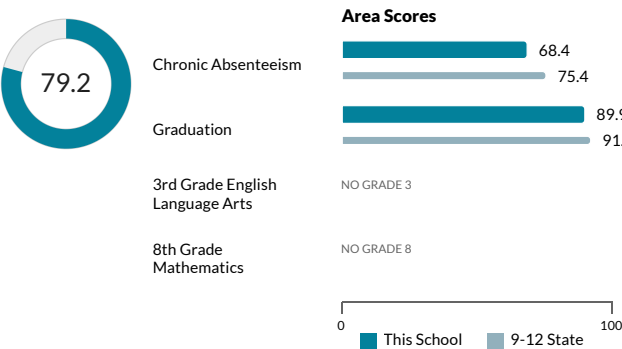 Area Scores
79.2
Chronic Absenteeism
68.4
75.4
Graduation
3rd Grade English
Language Arts
NO GRADE 3
8th Grade
Mathematics
NO GRADE 8
0
100
This School
9-12 State